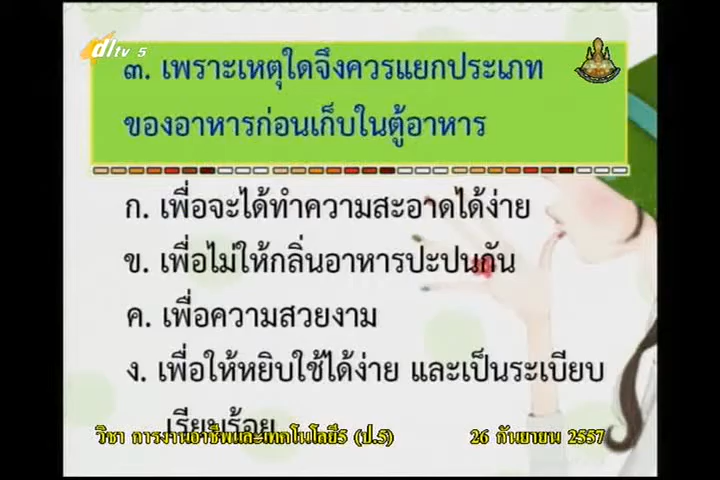 dltv 5
๓. เพราะเหตุใดจึงควรแยกประเภท
ของอาหารก่อนเก็บในตู้อาหาร
ก. เพื่อจะได้ทำความสะอาดได้ง่าย
ข. เพื่อไม่ให้กลิ่นอาหารปะปนกัน
ค. เพื่อความสวยงาม
ง. เพื่อให้หยิบใช้ได้ง่าย และเป็นระเบียบ
เรียบร้อย
วิชา การงานอาชีพและเทคโนโลยี5 (ป.5) 26 กันยายน 2557